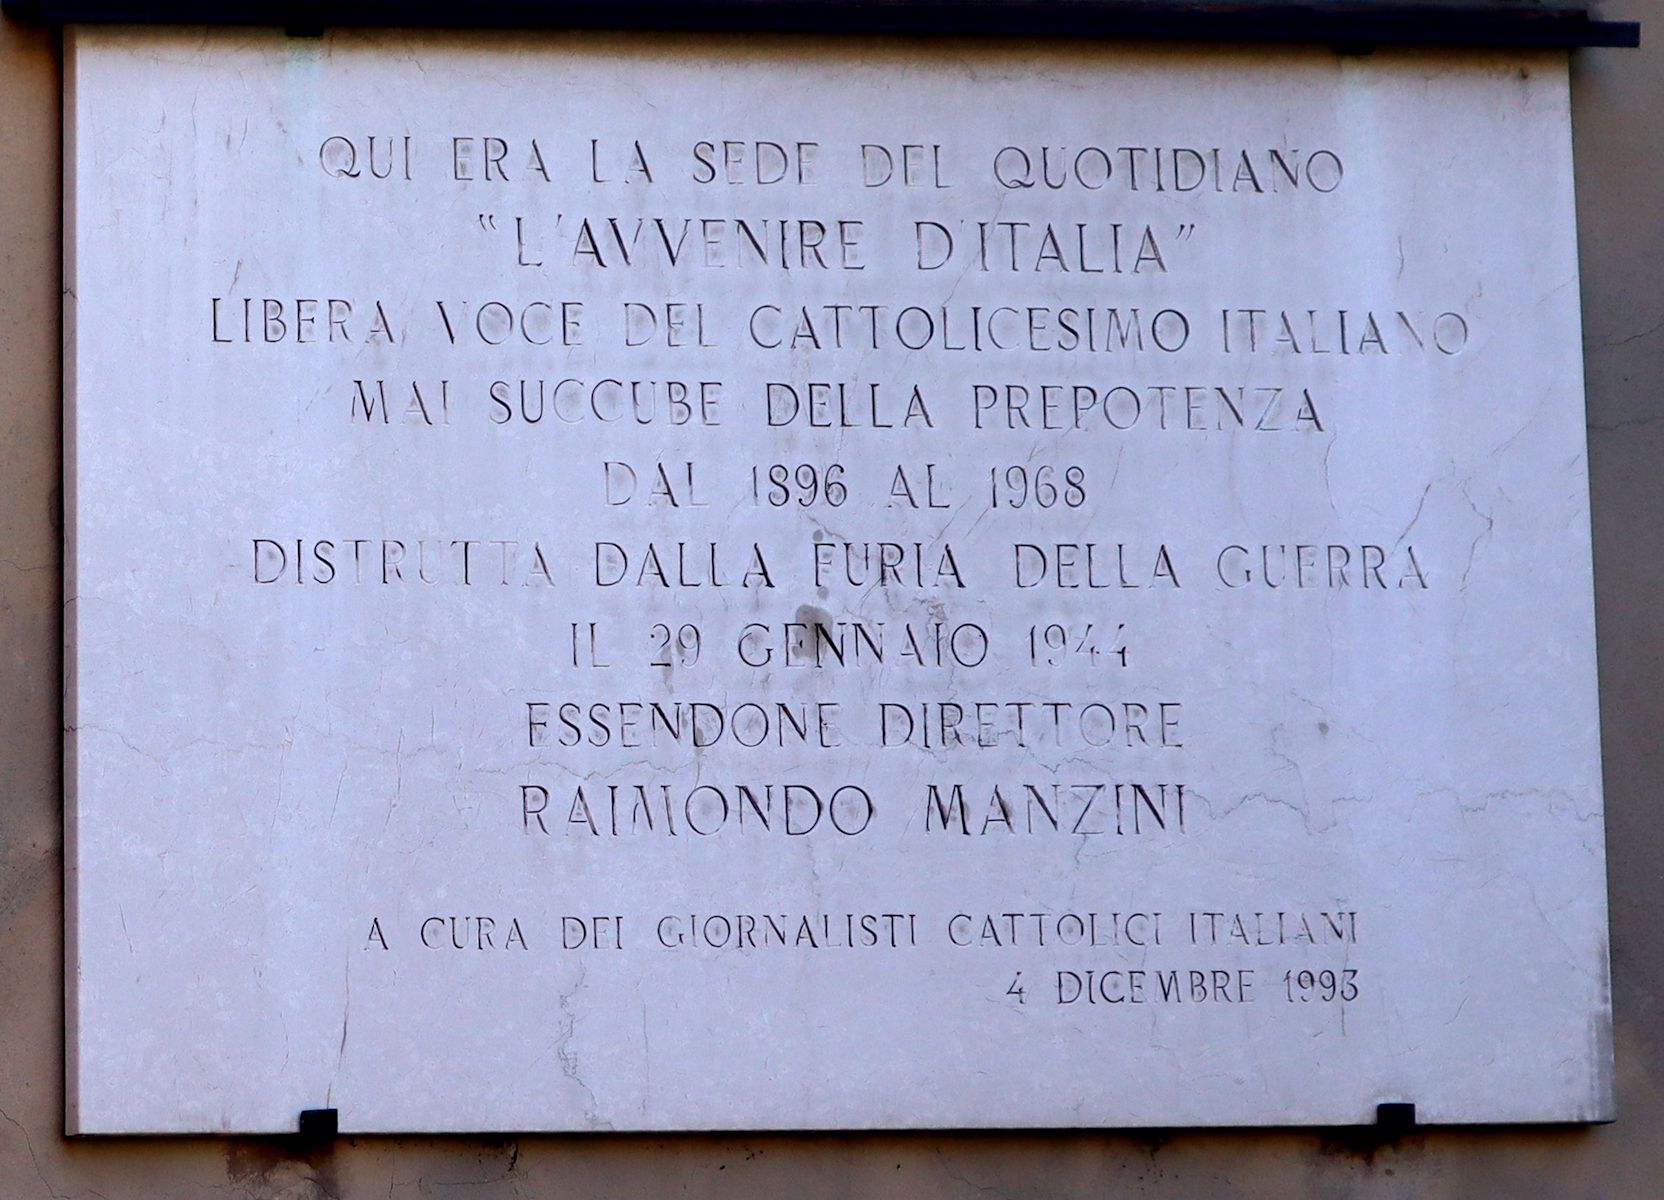 QUI ERA LA SEDE DEL QUOTIDIANO
"L'AVVENIRE D'ITALIA"
LIBERA VOCE DEL CATTOLICESIMO ITALIANO
MAI SUCCUBE DELLA PREPOTENZA
DAL 1896 AL 1968
DISTRUTTA DALLA FURIA DELLA GUERRA
IL 29 GENNAIO 1944
ESSENDONE DIRETTORE
RAIMONDO MANZINI
A CURA DEI GIORNALISTI CATTOLICI ITALIANI
4 DICEMBRE 1993